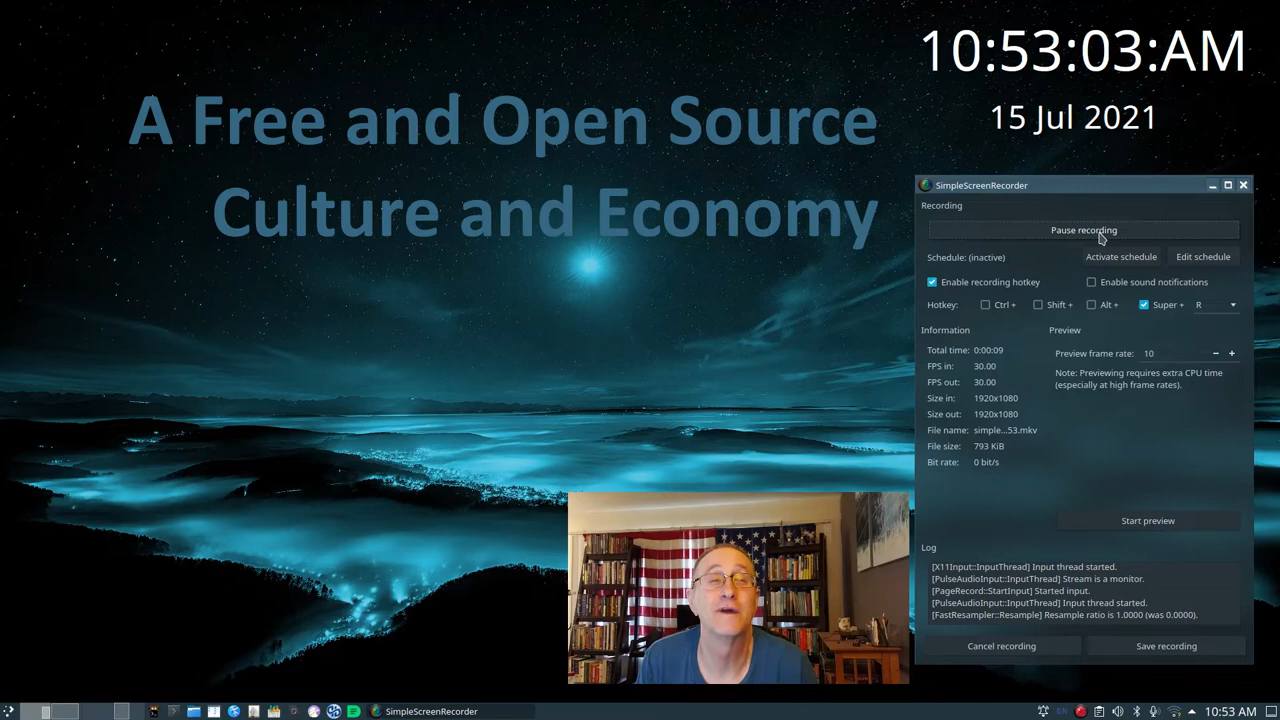 10:53:03:AM
15 Jul 2021
A Free and Open Source
Culture and Economy
SimpleScreenRecorder
Recording
Pause recording
Schedule: (inactive)
Activate schedule
Edit schedule
Enable recording hotkey
Enable sound notifications
Hotkey:
Ctrl +
Shift +
Alt +
Super +
R
Information
Total time: 0:00:09
FPS in: 30.00
FPS out: 30.00
Size in: 1920x1080
Size out: 1920x1080
File name: simple...53.mkv
File size: 793 KiB
Bit rate: 0 bit/s
Preview
Preview frame rate: 10
Note: Previewing requires extra CPU time
(especially at high frame rates).
Start preview
Log
[X11Input::InputThread] Input thread started.
[PulseAudioInput::InputThread] Stream is a monitor.
[PageRecord::StartInput] Started input.
[PulseAudioInput::InputThread] Input thread started.
[FastResampler::Resample] Resample ratio is 1.0000 (was 0.0000).
Cancel recording
Save recording
SimpleScreenRecorder
EN
10:53 AM